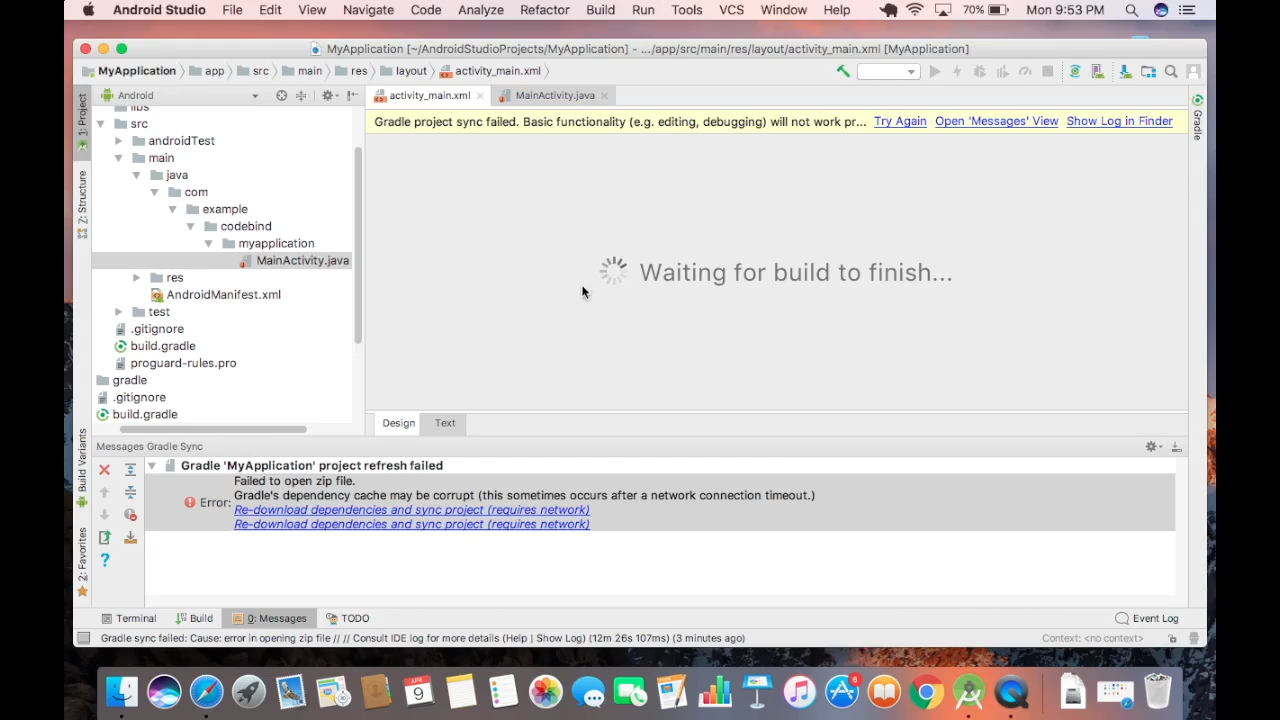 Android Studio File Edit View Navigate Code Analyze Refactor Build Run Tools VCS Window Help 70% Mon 9:53 PM
MyApplication [~/AndroidStudioProjects/MyApplication] - .../app/src/main/res/layout/activity_main.xml [MyApplication]
MyApplication app src main res layout activity_main.xml
1: Project
Z: Structure
Build Variants
2: Favorites
Android
libs
src
androidTest
main
java
com
example
codebind
myapplication
MainActivity.java
res
AndroidManifest.xml
test
.gitignore
build.gradle
proguard-rules.pro
gradle
.gitignore
build.gradle
activity_main.xml MainActivity.java
Gradle project sync failed. Basic functionality (e.g. editing, debugging) will not work pr... Try Again Open 'Messages' View Show Log in Finder
Gradle
Waiting for build to finish...
Design Text
Messages Gradle Sync
Gradle 'MyApplication' project refresh failed
Error: Failed to open zip file.
Gradle's dependency cache may be corrupt (this sometimes occurs after a network connection timeout.)
Re-download dependencies and sync project (requires network)
Re-download dependencies and sync project (requires network)
Terminal Build 0: Messages TODO Event Log
Gradle sync failed: Cause: error in opening zip file // // Consult IDE log for more details (Help | Show Log) (12m 26s 107ms) (3 minutes ago) Context: <no context>
APR
9
6